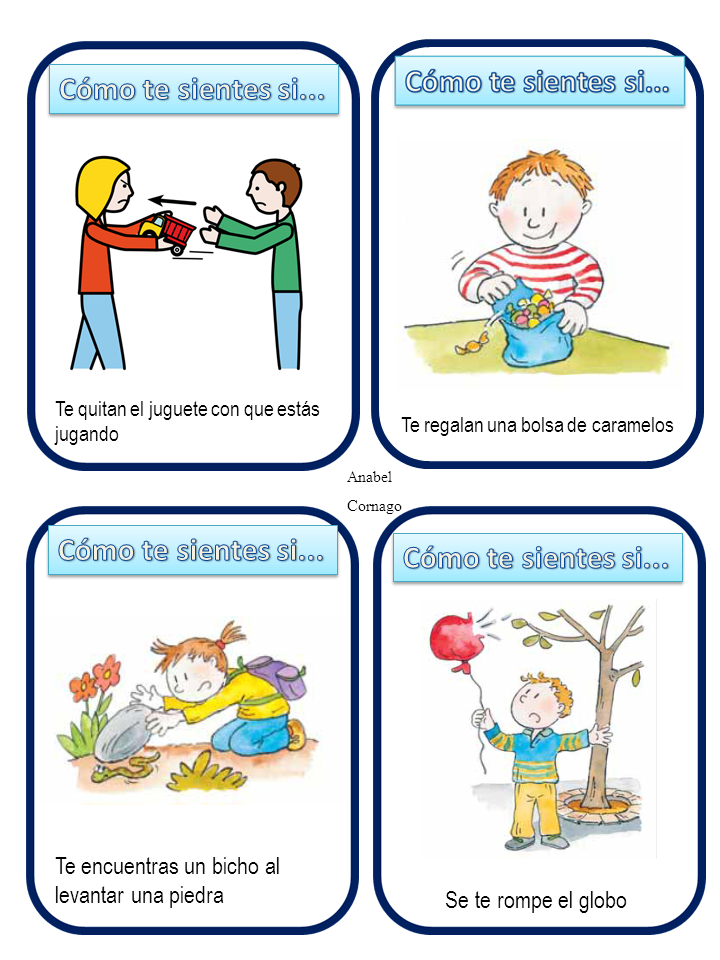 Cómo te sientes si...
Te quitan el juguete con que estás
jugando
Cómo te sientes si...
Te regalan una bolsa de caramelos
Anabel
Cornago
Cómo te sientes si...
Te encuentras un bicho al
levantar una piedra
Cómo te sientes si...
Se te rompe el globo